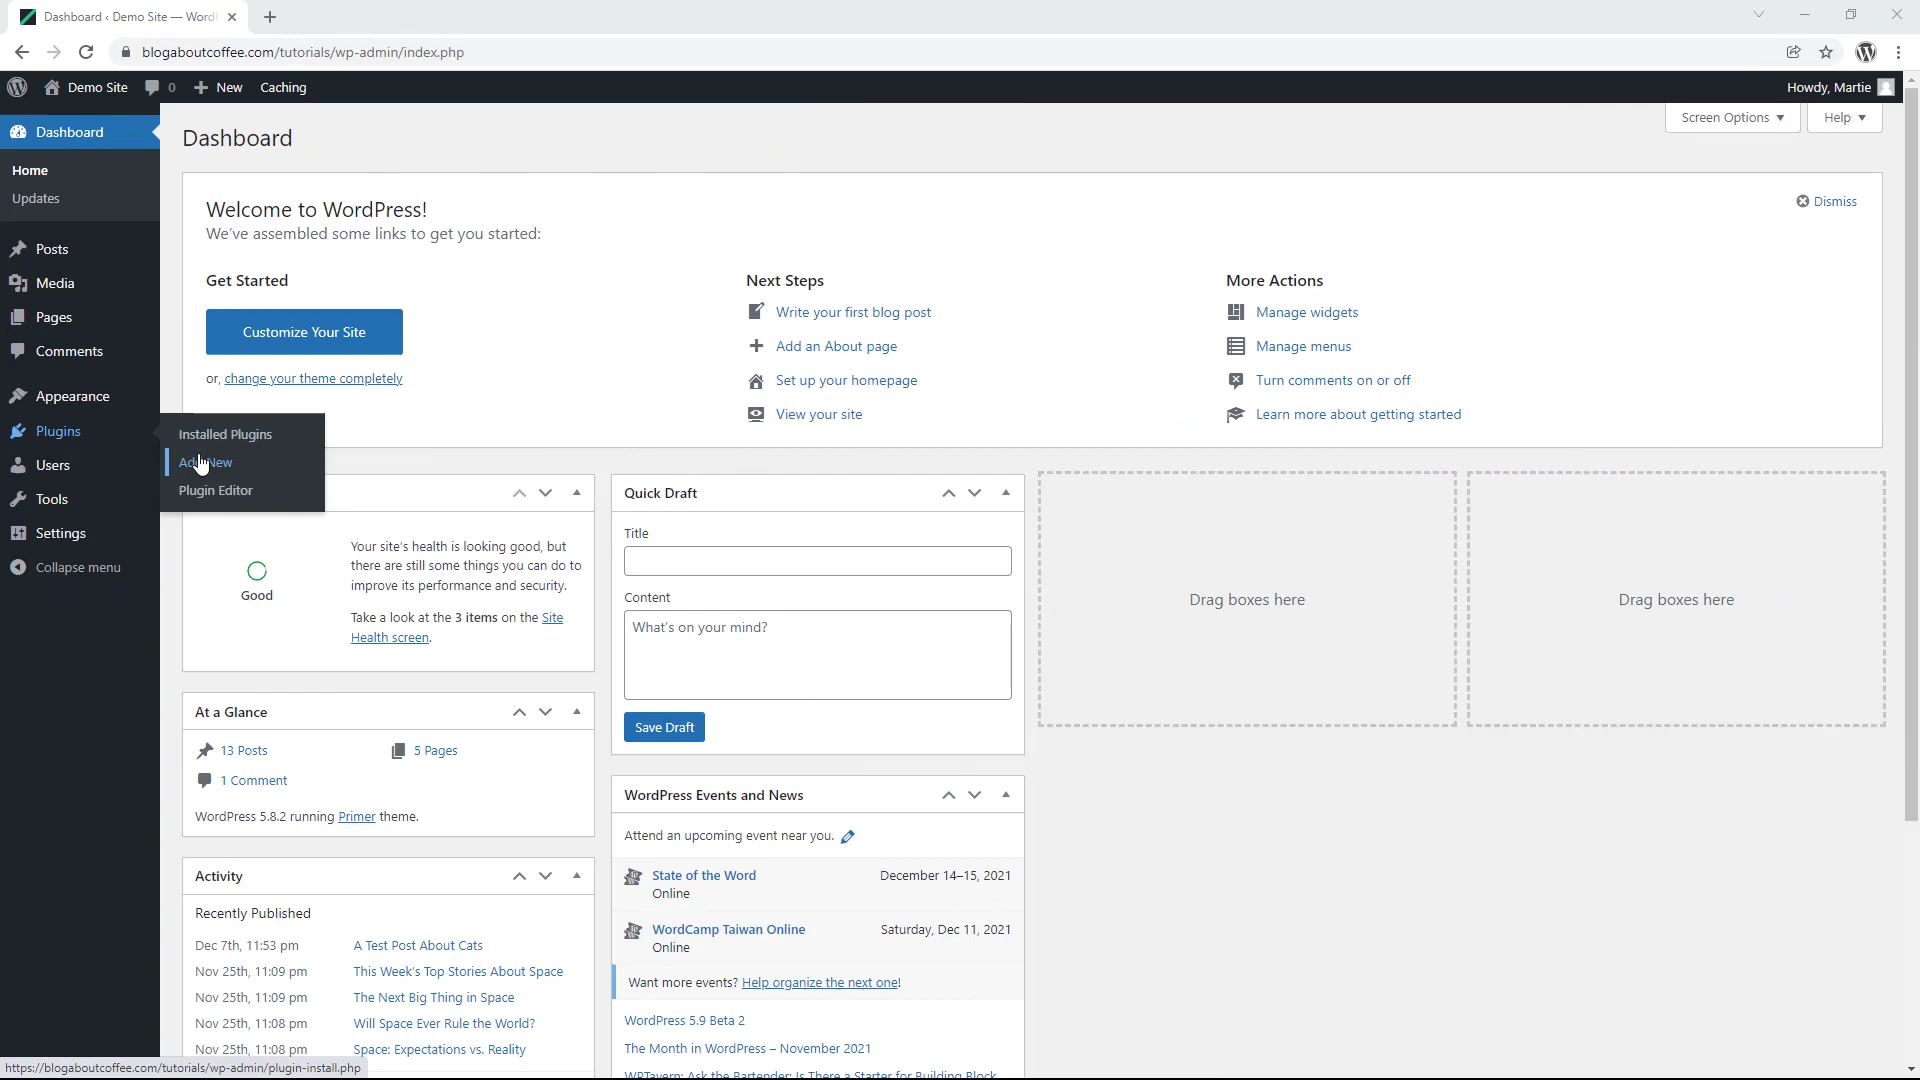 Dashboard ‹ Demo Site — WordP
blogaboutcoffee.com/tutorials/wp-admin/index.php
Demo Site
0
New
Caching
Howdy, Martie
Dashboard
Home
Updates
Posts
Media
Pages
Comments
Appearance
Plugins
Users
Tools
Settings
Collapse menu
Installed Plugins
Add New
Plugin Editor
Dashboard
Screen Options
Help
Welcome to WordPress!
We've assembled some links to get you started:
Dismiss
Get Started
Customize Your Site
or, change your theme completely
Next Steps
Write your first blog post
Add an About page
Set up your homepage
View your site
More Actions
Manage widgets
Manage menus
Turn comments on or off
Learn more about getting started
Good
Your site's health is looking good, but
there are still some things you can do to
improve its performance and security.
Take a look at the 3 items on the Site
Health screen.
At a Glance
13 Posts
5 Pages
1 Comment
WordPress 5.8.2 running Primer theme.
Activity
Recently Published
Dec 7th, 11:53 pm A Test Post About Cats
Nov 25th, 11:09 pm This Week's Top Stories About Space
Nov 25th, 11:09 pm The Next Big Thing in Space
Nov 25th, 11:08 pm Will Space Ever Rule the World?
Nov 25th, 11:08 pm Space: Expectations vs. Reality
Quick Draft
Title
Content
What's on your mind?
Save Draft
WordPress Events and News
Attend an upcoming event near you.
State of the Word December 14–15, 2021
Online
WordCamp Taiwan Online Saturday, Dec 11, 2021
Online
Want more events? Help organize the next one!
WordPress 5.9 Beta 2
The Month in WordPress – November 2021
WPTavern: Ask the Bartender: Is There a Starter for Building Block
Drag boxes here
Drag boxes here
https://blogaboutcoffee.com/tutorials/wp-admin/plugin-install.php